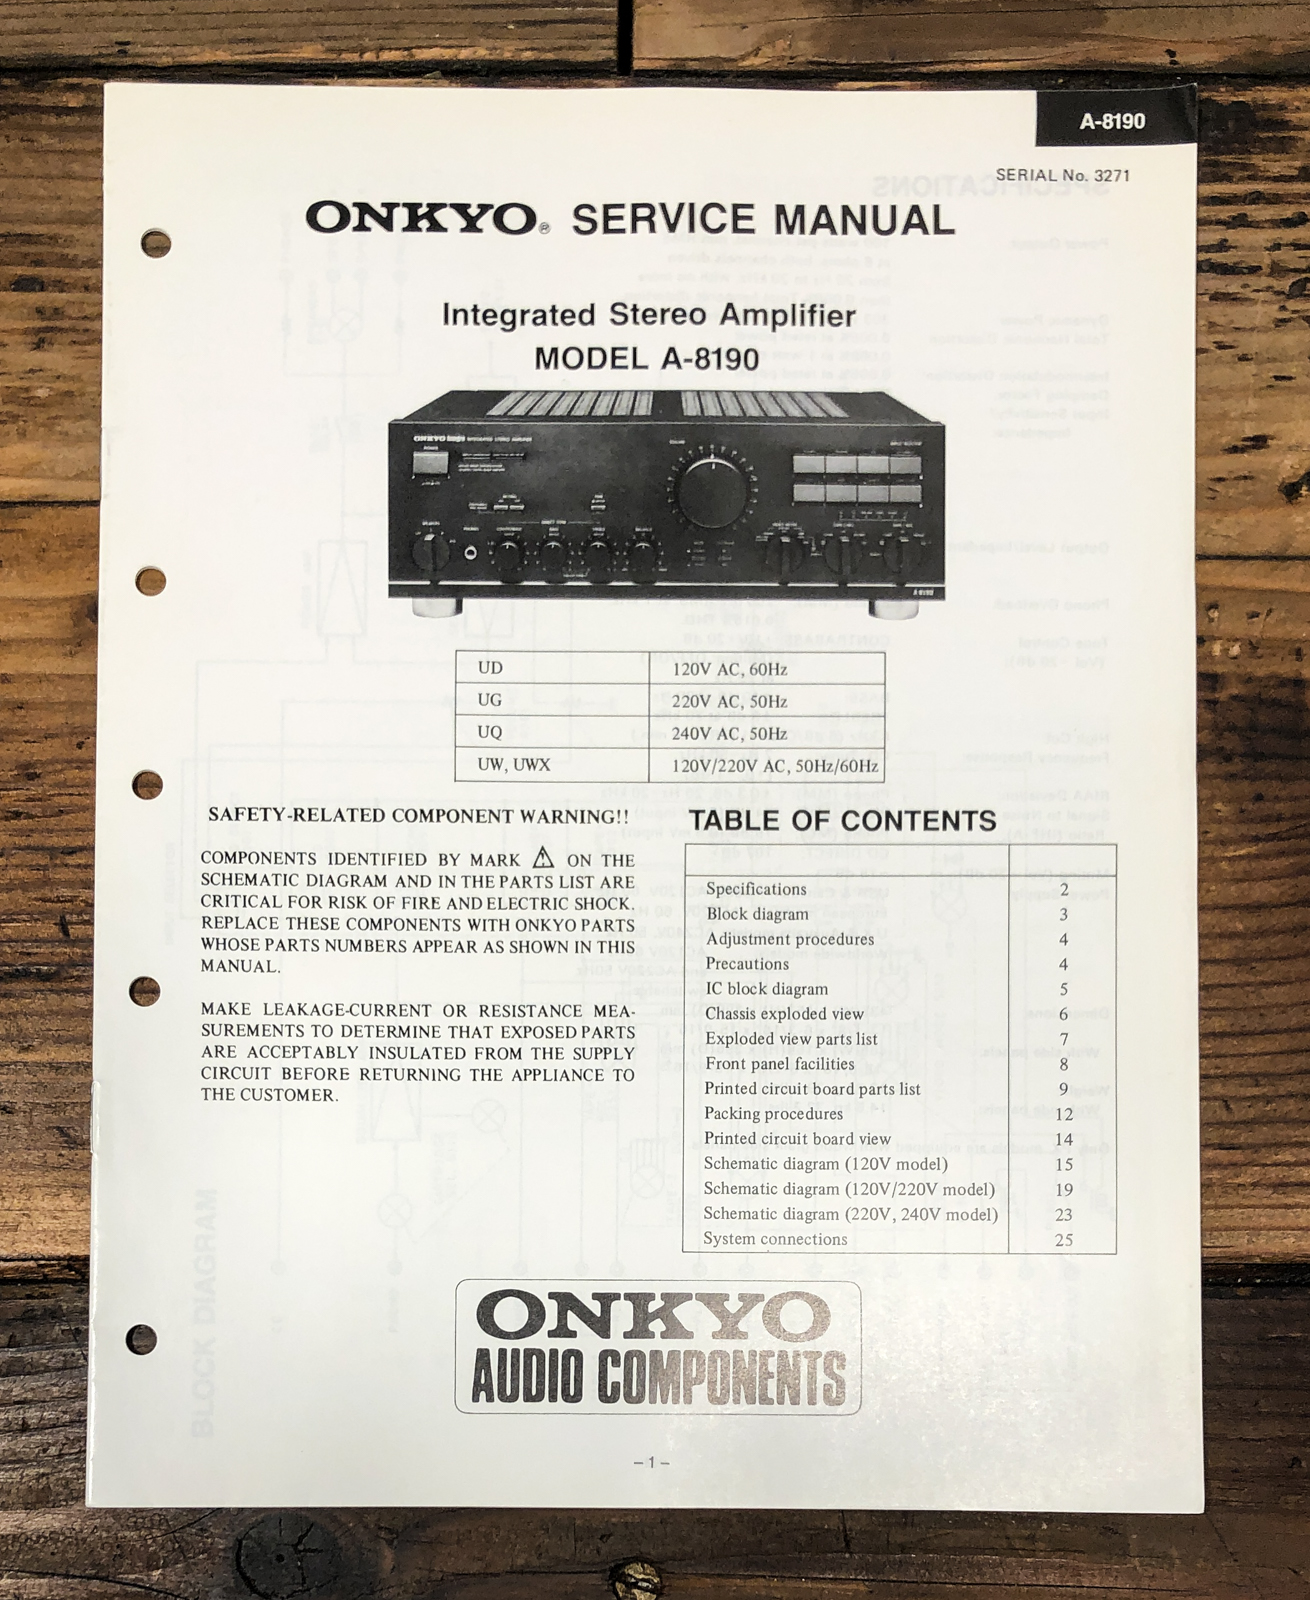 A-8190
SERIAL No. 3271
ONKYO® SERVICE MANUAL
Integrated Stereo Amplifier
MODEL A-8190
ONKYO INTEGRATED STEREO AMPLIFIER
A-8190
UD 120V AC, 60Hz
UG 220V AC, 50Hz
UQ 240V AC, 50Hz
UW, UWX 120V/220V AC, 50Hz/60Hz
SAFETY-RELATED COMPONENT WARNING!!
COMPONENTS IDENTIFIED BY MARK ⚠ ON THE
SCHEMATIC DIAGRAM AND IN THE PARTS LIST ARE
CRITICAL FOR RISK OF FIRE AND ELECTRIC SHOCK.
REPLACE THESE COMPONENTS WITH ONKYO PARTS
WHOSE PARTS NUMBERS APPEAR AS SHOWN IN THIS
MANUAL.
MAKE LEAKAGE-CURRENT OR RESISTANCE MEA-
SUREMENTS TO DETERMINE THAT EXPOSED PARTS
ARE ACCEPTABLY INSULATED FROM THE SUPPLY
CIRCUIT BEFORE RETURNING THE APPLIANCE TO
THE CUSTOMER.
TABLE OF CONTENTS
Specifications 2
Block diagram 3
Adjustment procedures 4
Precautions 4
IC block diagram 5
Chassis exploded view 6
Exploded view parts list 7
Front panel facilities 8
Printed circuit board parts list 9
Packing procedures 12
Printed circuit board view 14
Schematic diagram (120V model) 15
Schematic diagram (120V/220V model) 19
Schematic diagram (220V, 240V model) 23
System connections 25
ONKYO
AUDIO COMPONENTS
– 1 –